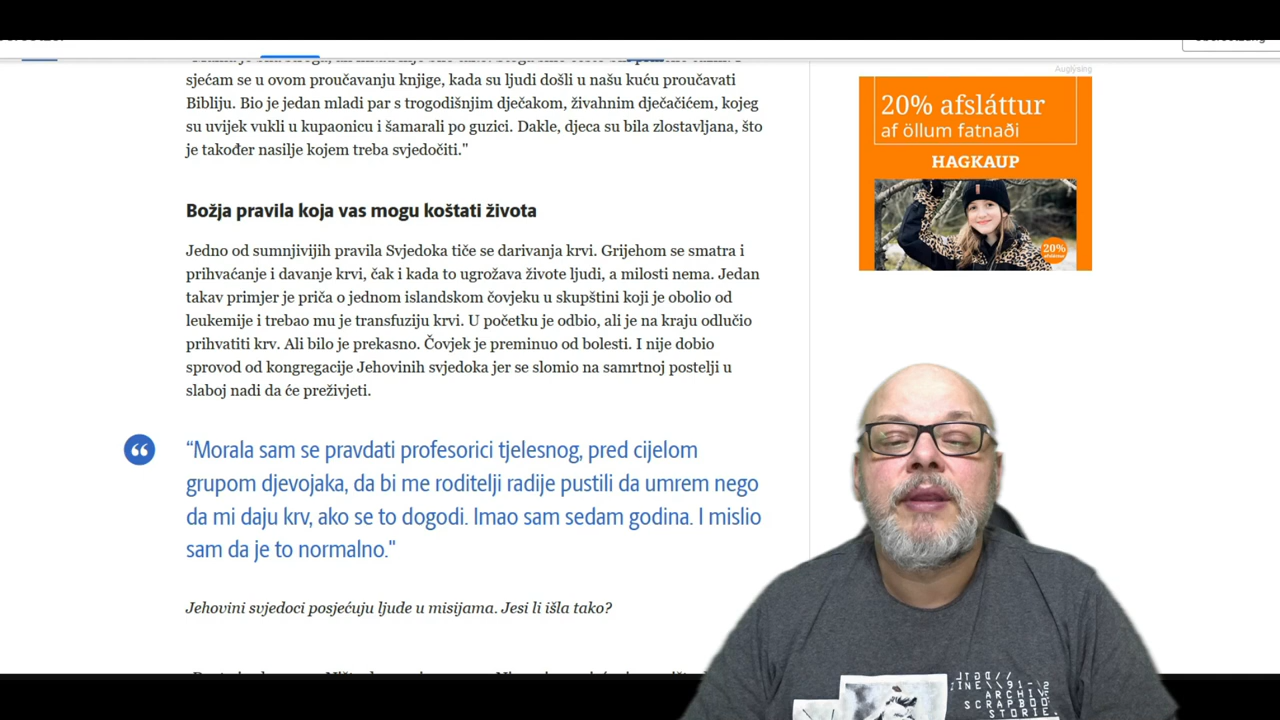 sjećam se u ovom proučavanju knjige, kada su ljudi došli u našu kuću proučavati
Bibliju. Bio je jedan mladi par s trogodišnjim dječakom, živahnim dječačićem, kojeg
su uvijek vukli u kupaonicu i šamarali po guzici. Dakle, djeca su bila zlostavljana, što
je također nasilje kojem treba svjedočiti."
Božja pravila koja vas mogu koštati života
Jedno od sumnjivijih pravila Svjedoka tiče se darivanja krvi. Grijehom se smatra i
prihvaćanje i davanje krvi, čak i kada to ugrožava živote ljudi, a milosti nema. Jedan
takav primjer je priča o jednom islandskom čovjeku u skupštini koji je obolio od
leukemije i trebao mu je transfuziju krvi. U početku je odbio, ali je na kraju odlučio
prihvatiti krv. Ali bilo je prekasno. Čovjek je preminuo od bolesti. I nije dobio
sprovod od kongregacije Jehovinih svjedoka jer se slomio na samrtnoj postelji u
slaboj nadi da će preživjeti.
“Morala sam se pravdati profesorici tjelesnog, pred cijelom
grupom djevojaka, da bi me roditelji radije pustili da umrem nego
da mi daju krv, ako se to dogodi. Imao sam sedam godina. I mislio
sam da je to normalno."
Jehovini svjedoci posjećuju ljude u misijama. Jesi li išla tako?
Auglýsing
20% afsláttur
af öllum fatnaði
HAGKAUP
20%
ARCHIV
SCRAPBOO
STORIE.